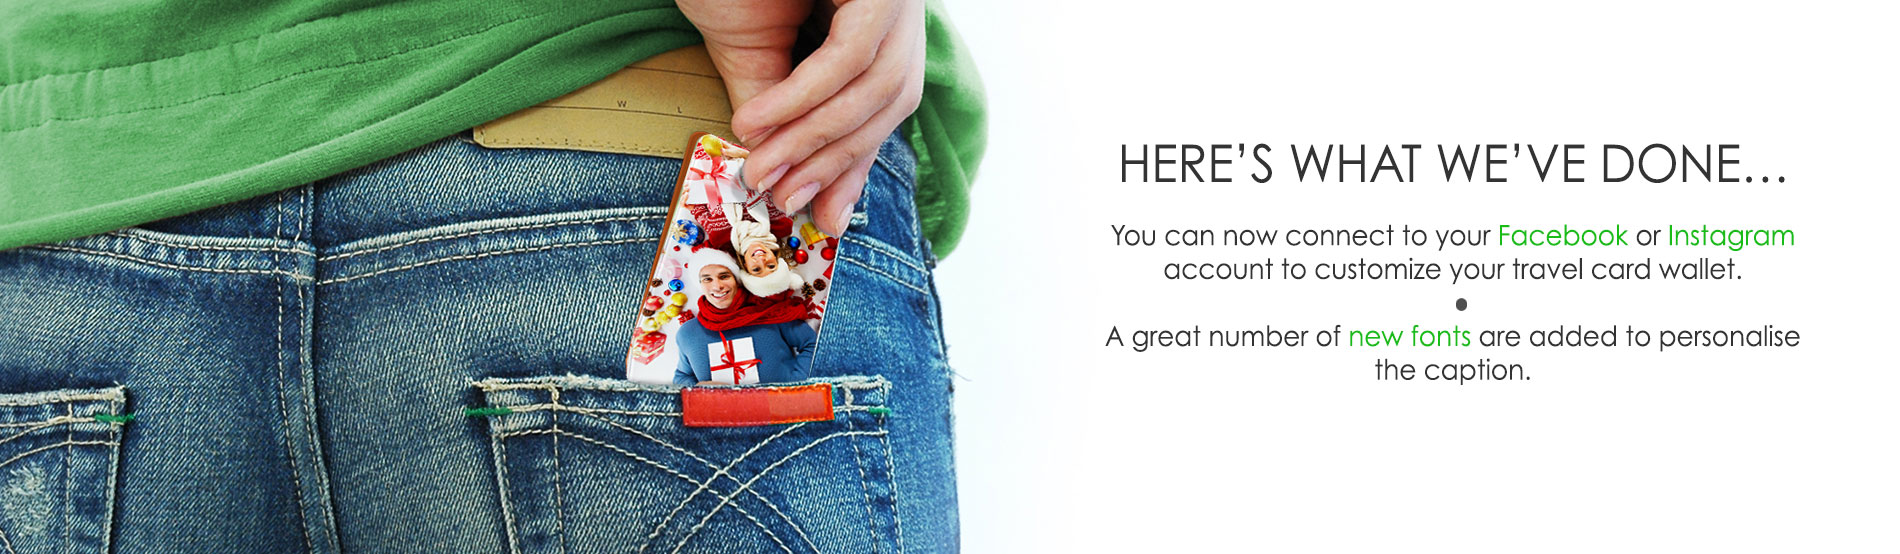 W L
HERE’S WHAT WE’VE DONE…
You can now connect to your Facebook or Instagram
account to customize your travel card wallet.
•
A great number of new fonts are added to personalise
the caption.